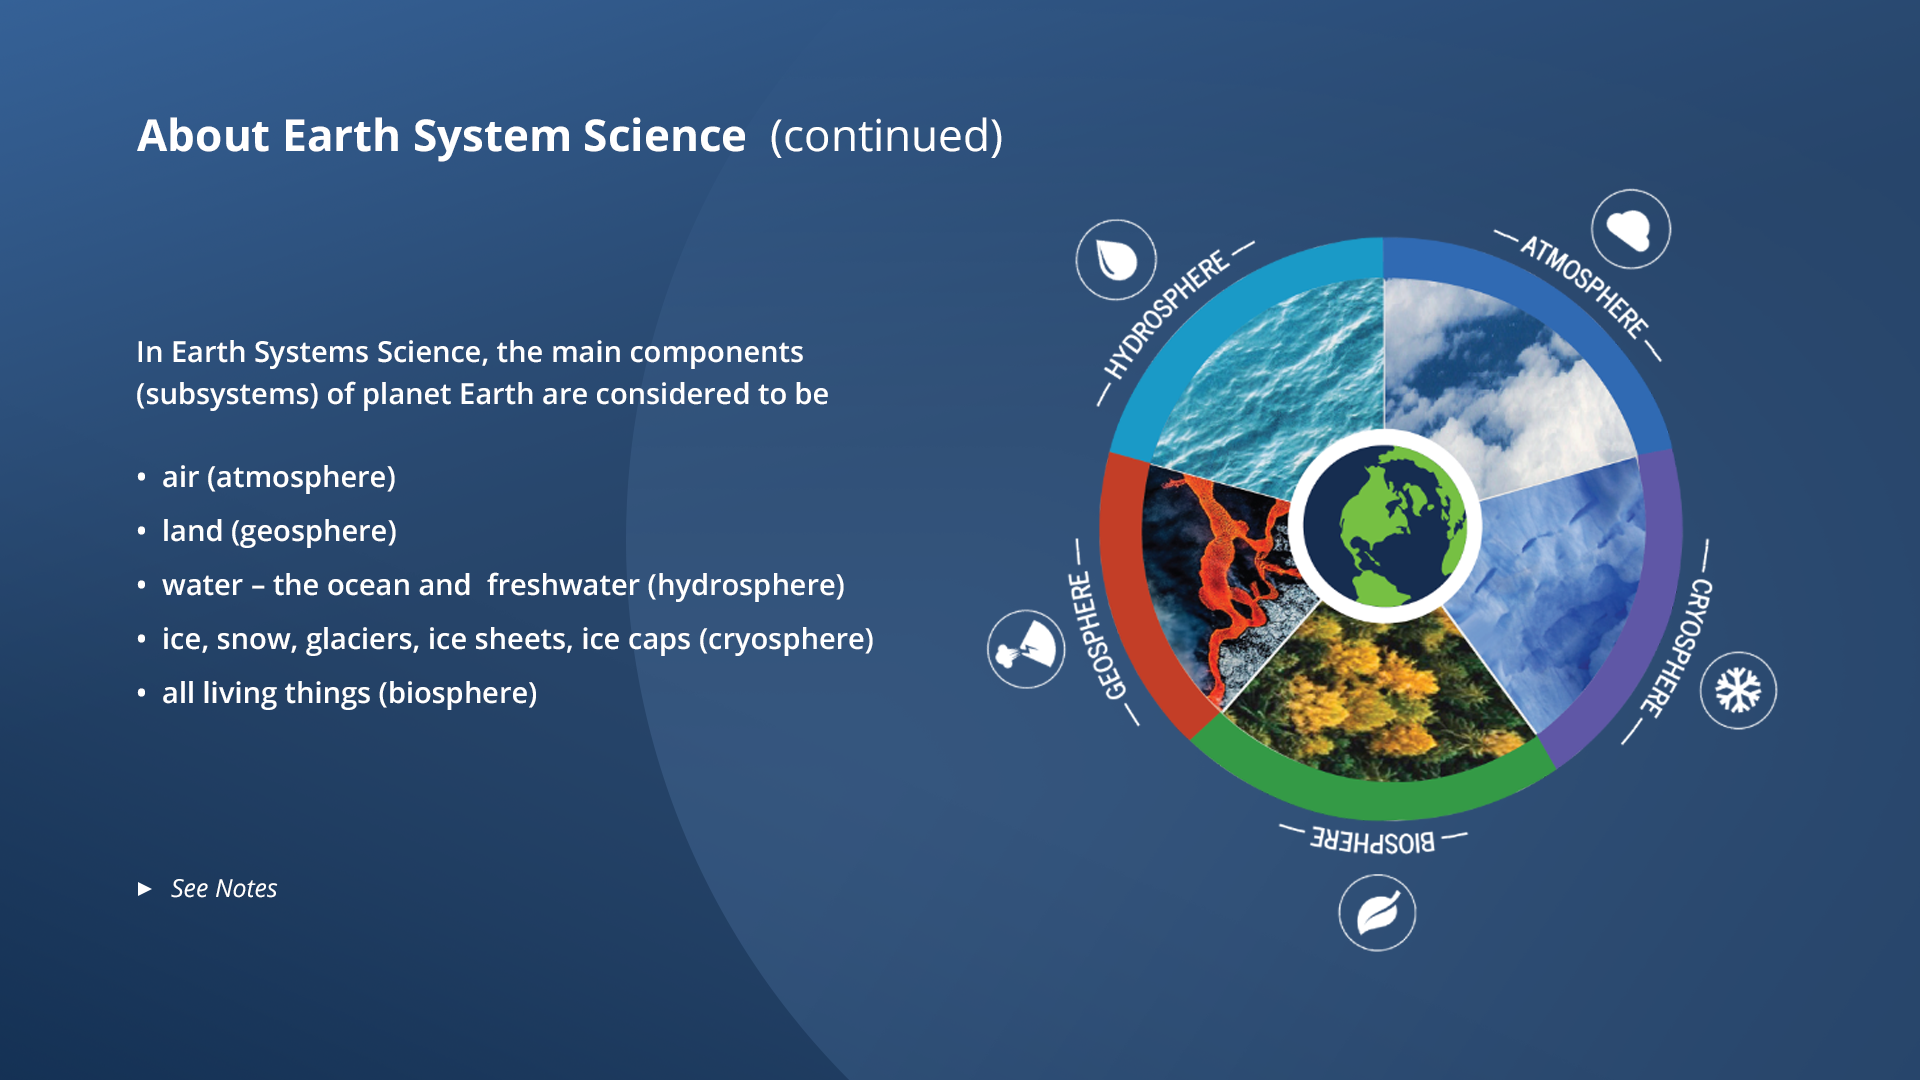 About Earth System Science (continued)
In Earth Systems Science, the main components
(subsystems) of planet Earth are considered to be
• air (atmosphere)
• land (geosphere)
• water – the ocean and freshwater (hydrosphere)
• ice, snow, glaciers, ice sheets, ice caps (cryosphere)
• all living things (biosphere)
► See Notes
— HYDROSPHERE —
— ATMOSPHERE —
— GEOSPHERE —
— CRYOSPHERE —
— BIOSPHERE —